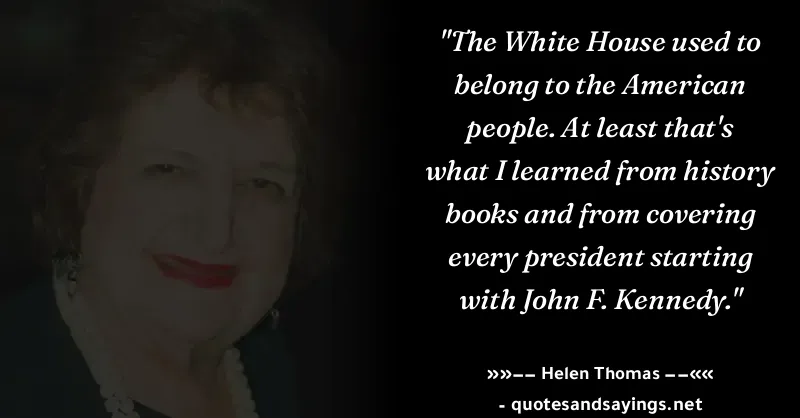 "The White House used to
belong to the American
people. At least that's
what I learned from history
books and from covering
every president starting
with John F. Kennedy."
»»−− Helen Thomas −−««
- quotesandsayings.net